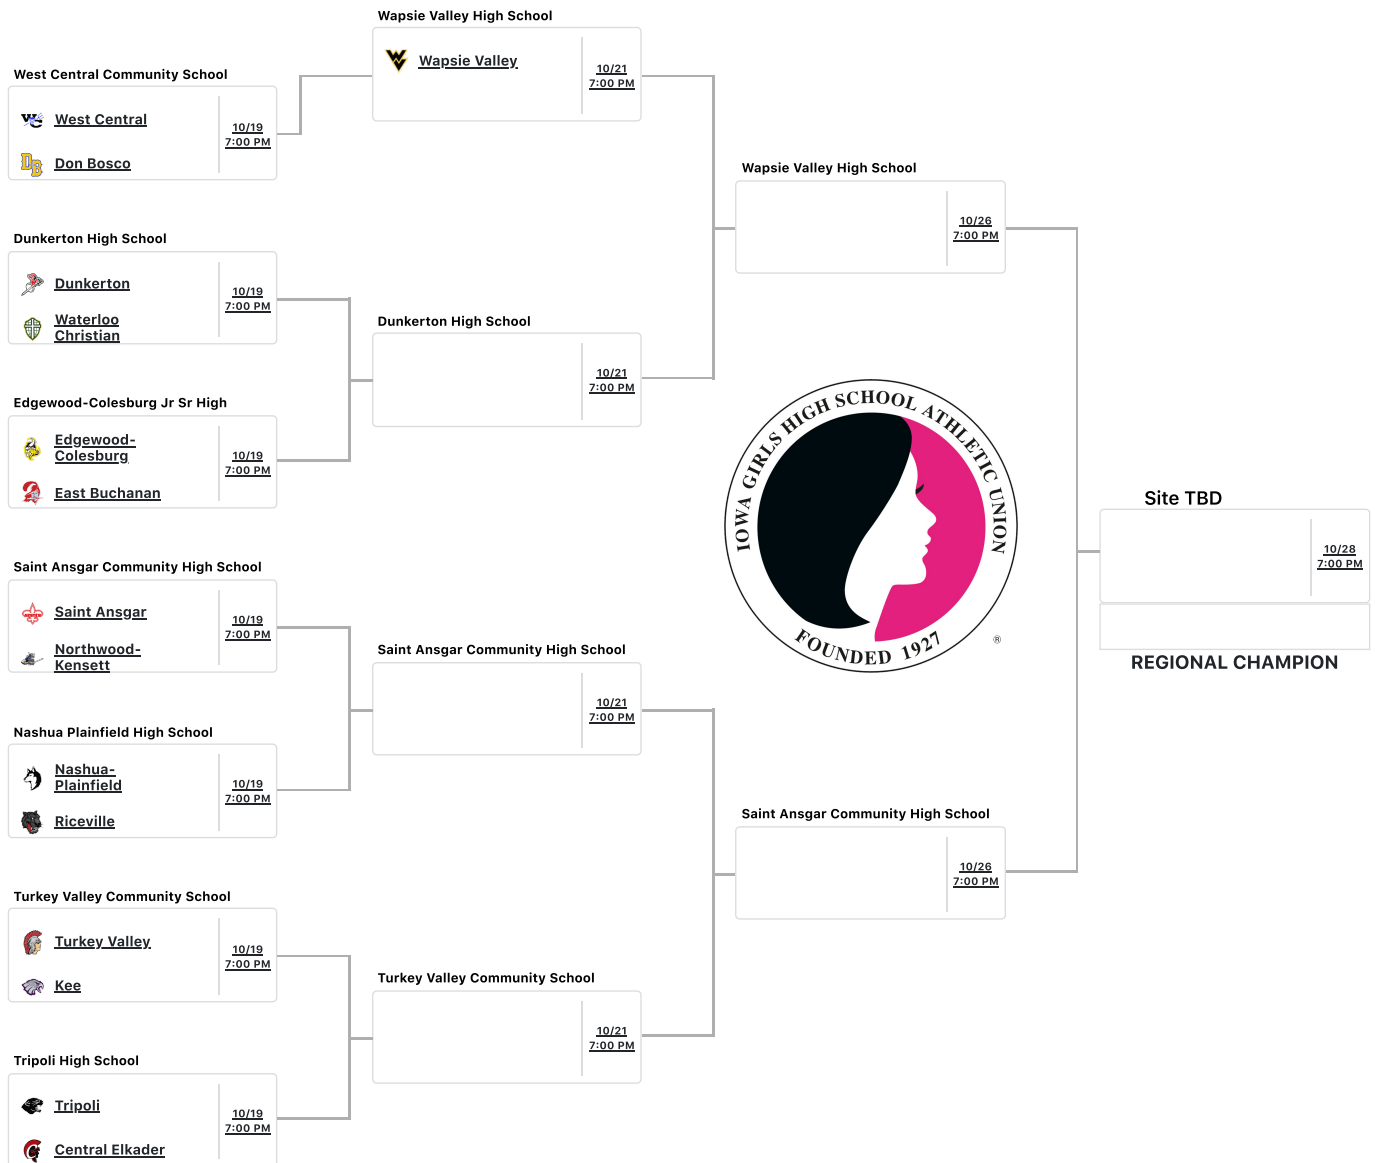 Wapsie Valley High School
Wapsie Valley
10/21
7:00 PM
West Central Community School
West Central
Don Bosco
10/19
7:00 PM
Wapsie Valley High School
10/26
7:00 PM
Dunkerton High School
Dunkerton
Waterloo
Christian
10/19
7:00 PM
Dunkerton High School
10/21
7:00 PM
Edgewood-Colesburg Jr Sr High
Edgewood-
Colesburg
East Buchanan
10/19
7:00 PM
IOWA GIRLS HIGH SCHOOL ATHLETIC UNION
FOUNDED 1927
®
Site TBD
10/28
7:00 PM
REGIONAL CHAMPION
Saint Ansgar Community High School
Saint Ansgar
Northwood-
Kensett
10/19
7:00 PM
Saint Ansgar Community High School
10/21
7:00 PM
Nashua Plainfield High School
Nashua-
Plainfield
Riceville
10/19
7:00 PM
Saint Ansgar Community High School
10/26
7:00 PM
Turkey Valley Community School
Turkey Valley
Kee
10/19
7:00 PM
Turkey Valley Community School
10/21
7:00 PM
Tripoli High School
Tripoli
Central Elkader
10/19
7:00 PM